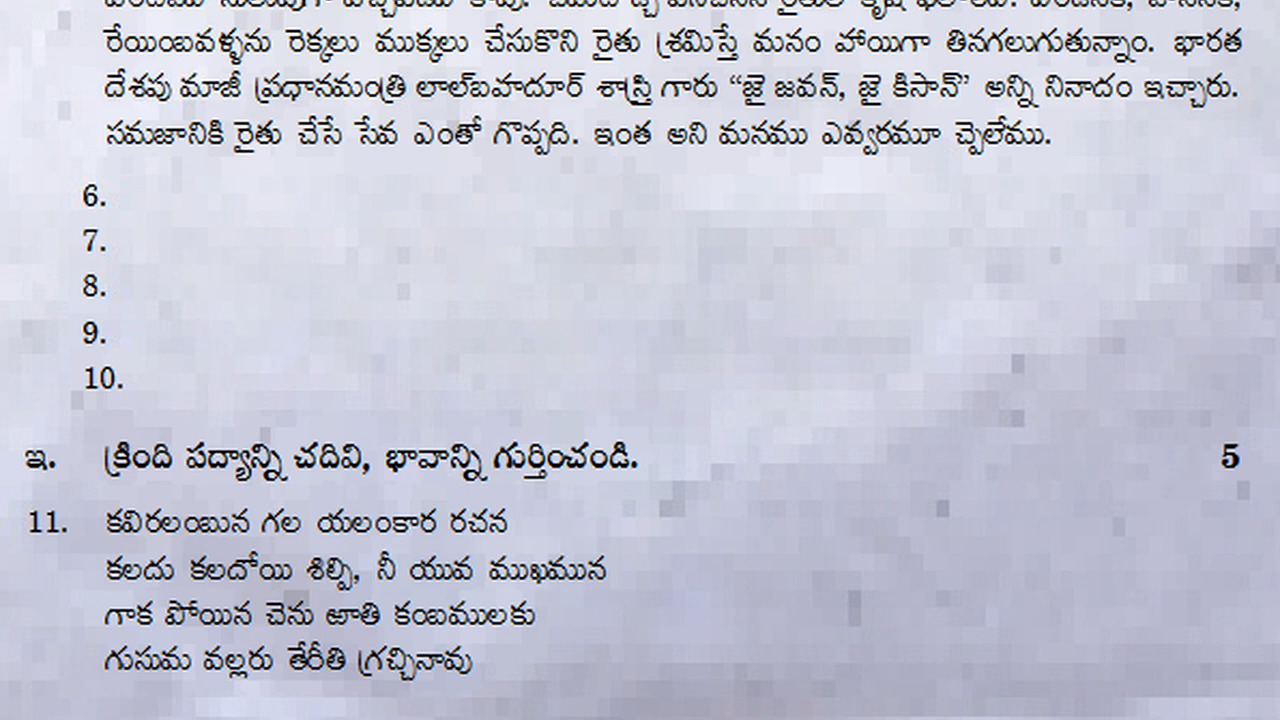 రేయింబవళ్ళను రెక్కలు ముక్కలు చేసుకొని రైతు శ్రమిస్తే మనం హాయిగా తినగలుగుతున్నాం. భారత
దేశపు మాజీ ప్రధానమంత్రి లాల్‌బహదూర్ శాస్త్రి గారు “జై జవన్, జై కిసాన్” అన్ని నినాదం ఇచ్చారు.
సమజానికి రైతు చేసే సేవ ఎంతో గొప్పది. ఇంత అని మనము ఎవ్వరమూ చ్పెలేము.
6.
7.
8.
9.
10.
ఇ. క్రింది పద్యాన్ని చదివి, భావాన్ని గుర్తించండి. 5
11. కవిరలంబున గల యలంకార రచన
కలదు కలదోయి శిల్పి, నీ యువ ముఖమున
గాక పోయిన చెను ఱాతి కంబములకు
గుసుమ వల్లరు తేరీతి గ్రచ్చినావు